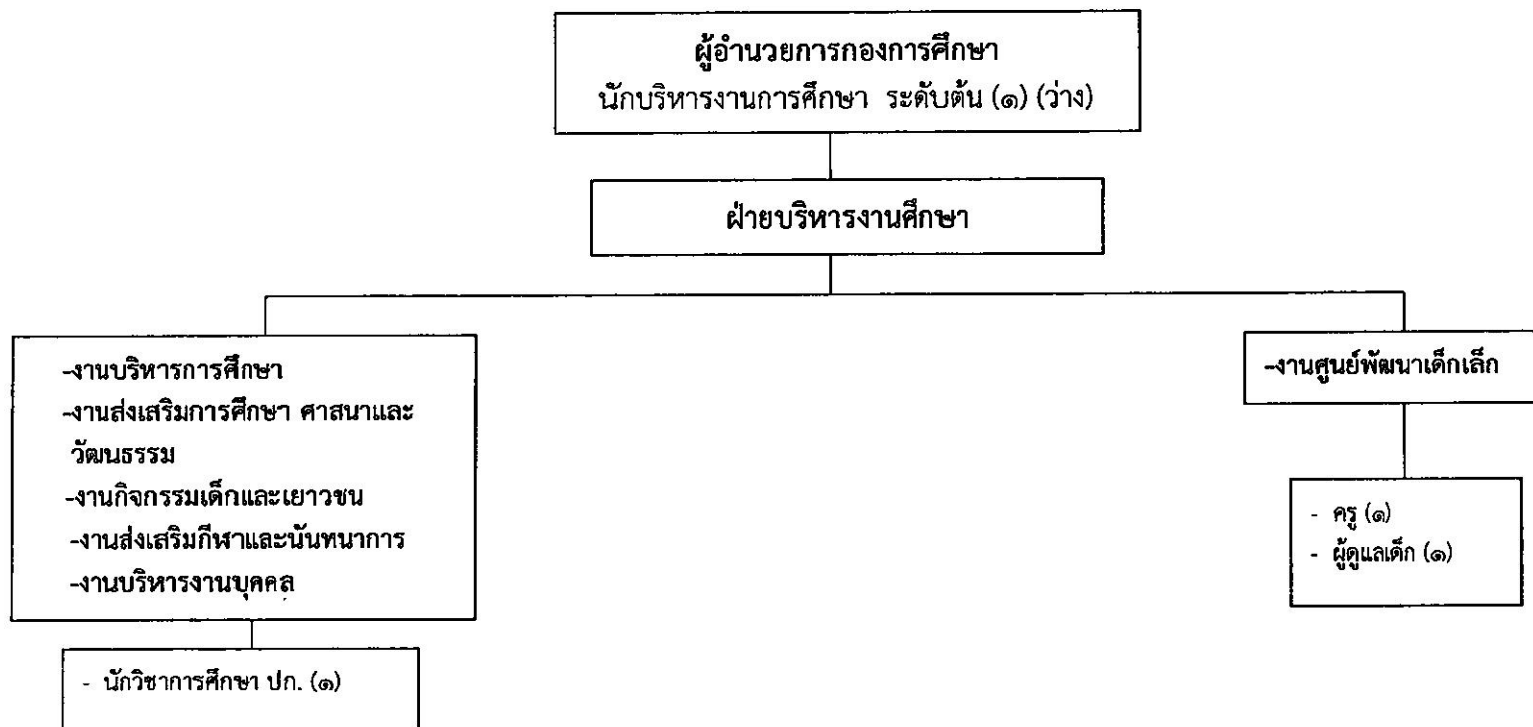 ผู้อำนวยการกองการศึกษา
นักบริหารงานการศึกษา ระดับต้น (๑) (ว่าง)
ฝ่ายบริหารงานศึกษา
-งานบริหารการศึกษา
-งานส่งเสริมการศึกษา ศาสนาและ
วัฒนธรรม
-งานกิจกรรมเด็กและเยาวชน
-งานส่งเสริมกีฬาและนันทนาการ
-งานบริหารงานบุคคล
- นักวิชาการศึกษา ปก. (๑)
-งานศูนย์พัฒนาเด็กเล็ก
- ครู (๑)
- ผู้ดูแลเด็ก (๑)